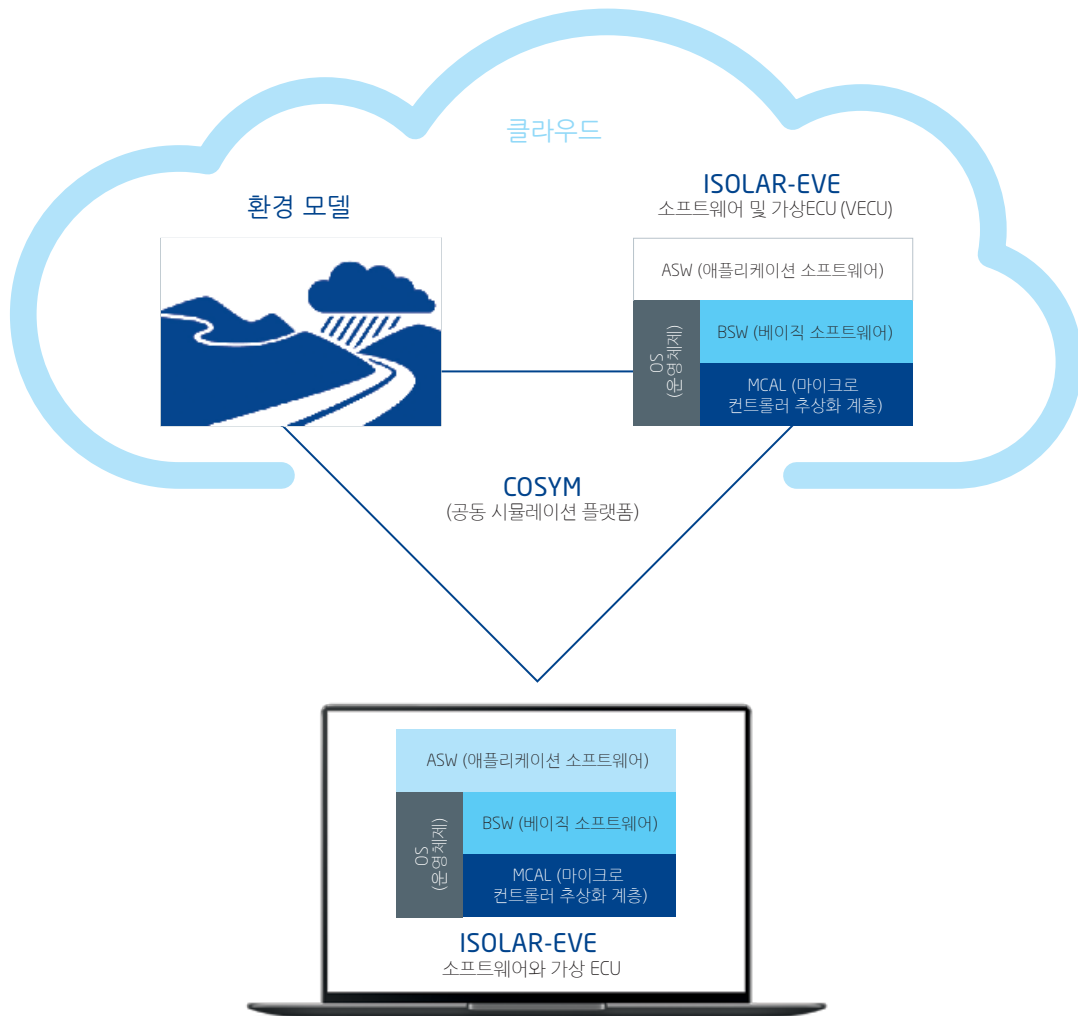 클라우드
환경 모델
ISOLAR-EVE
소프트웨어 및 가상ECU (VECU)
ASW (애플리케이션 소프트웨어)
OS
(운영체제)
BSW (베이직 소프트웨어)
MCAL (마이크로
컨트롤러 추상화 계층)
COSYM
(공동 시뮬레이션 플랫폼)
ASW (애플리케이션 소프트웨어)
OS
(운영체제)
BSW (베이직 소프트웨어)
MCAL (마이크로
컨트롤러 추상화 계층)
ISOLAR-EVE
소프트웨어와 가상 ECU